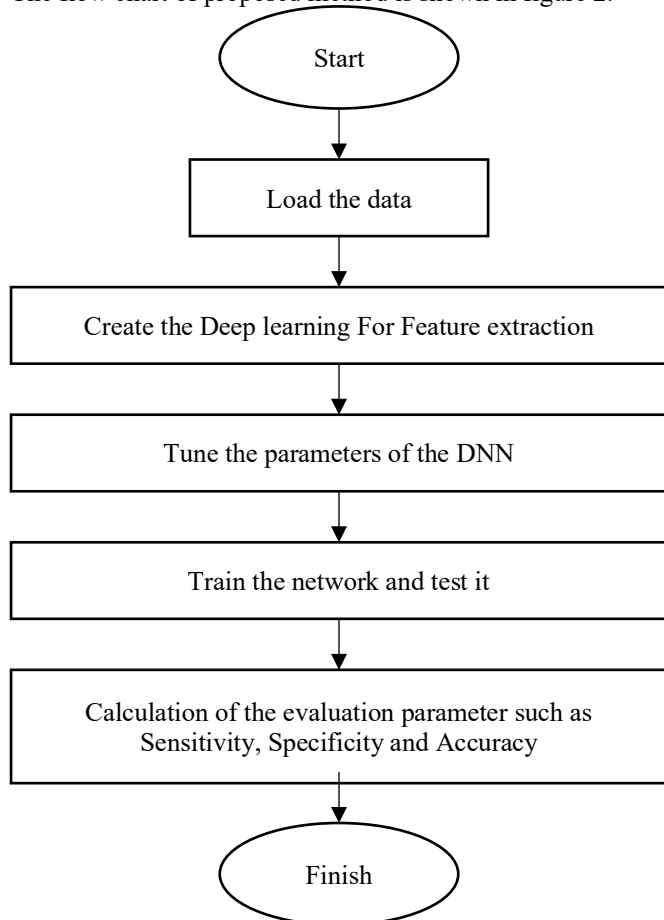 The flow chart of proposed method is shown in figure 2.
Start
Load the data
Create the Deep learning For Feature extraction
Tune the parameters of the DNN
Train the network and test it
Calculation of the evaluation parameter such as
Sensitivity, Specificity and Accuracy
Finish